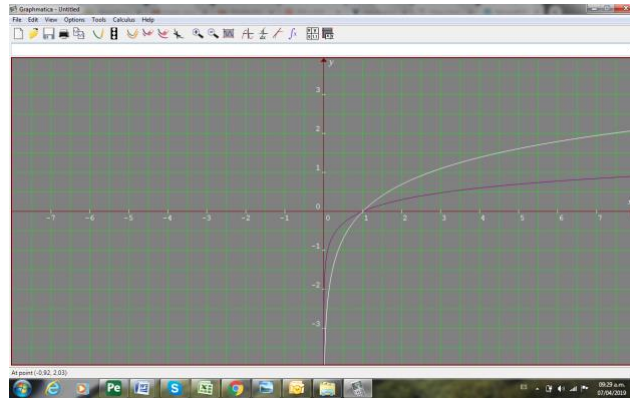 Graphmatica - Untitled
File Edit View Options Tools Calculus Help
y
3
2
1
0
-7 -6 -5 -4 -3 -2 -1 0 1 2 3 4 5 6 7
-1
-2
-3
At point (-0.92, 2.03)
Pe S
ES 09:29 a.m.
07/04/2019